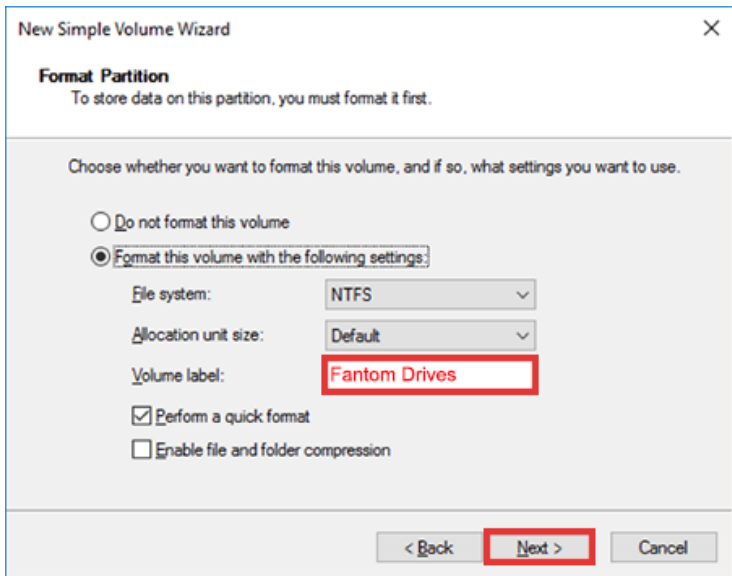 New Simple Volume Wizard
Format Partition
To store data on this partition, you must format it first.
Choose whether you want to format this volume, and if so, what settings you want to use.
Do not format this volume
Format this volume with the following settings:
File system: NTFS
Allocation unit size: Default
Volume label: Fantom Drives
Perform a quick format
Enable file and folder compression
< Back Next > Cancel